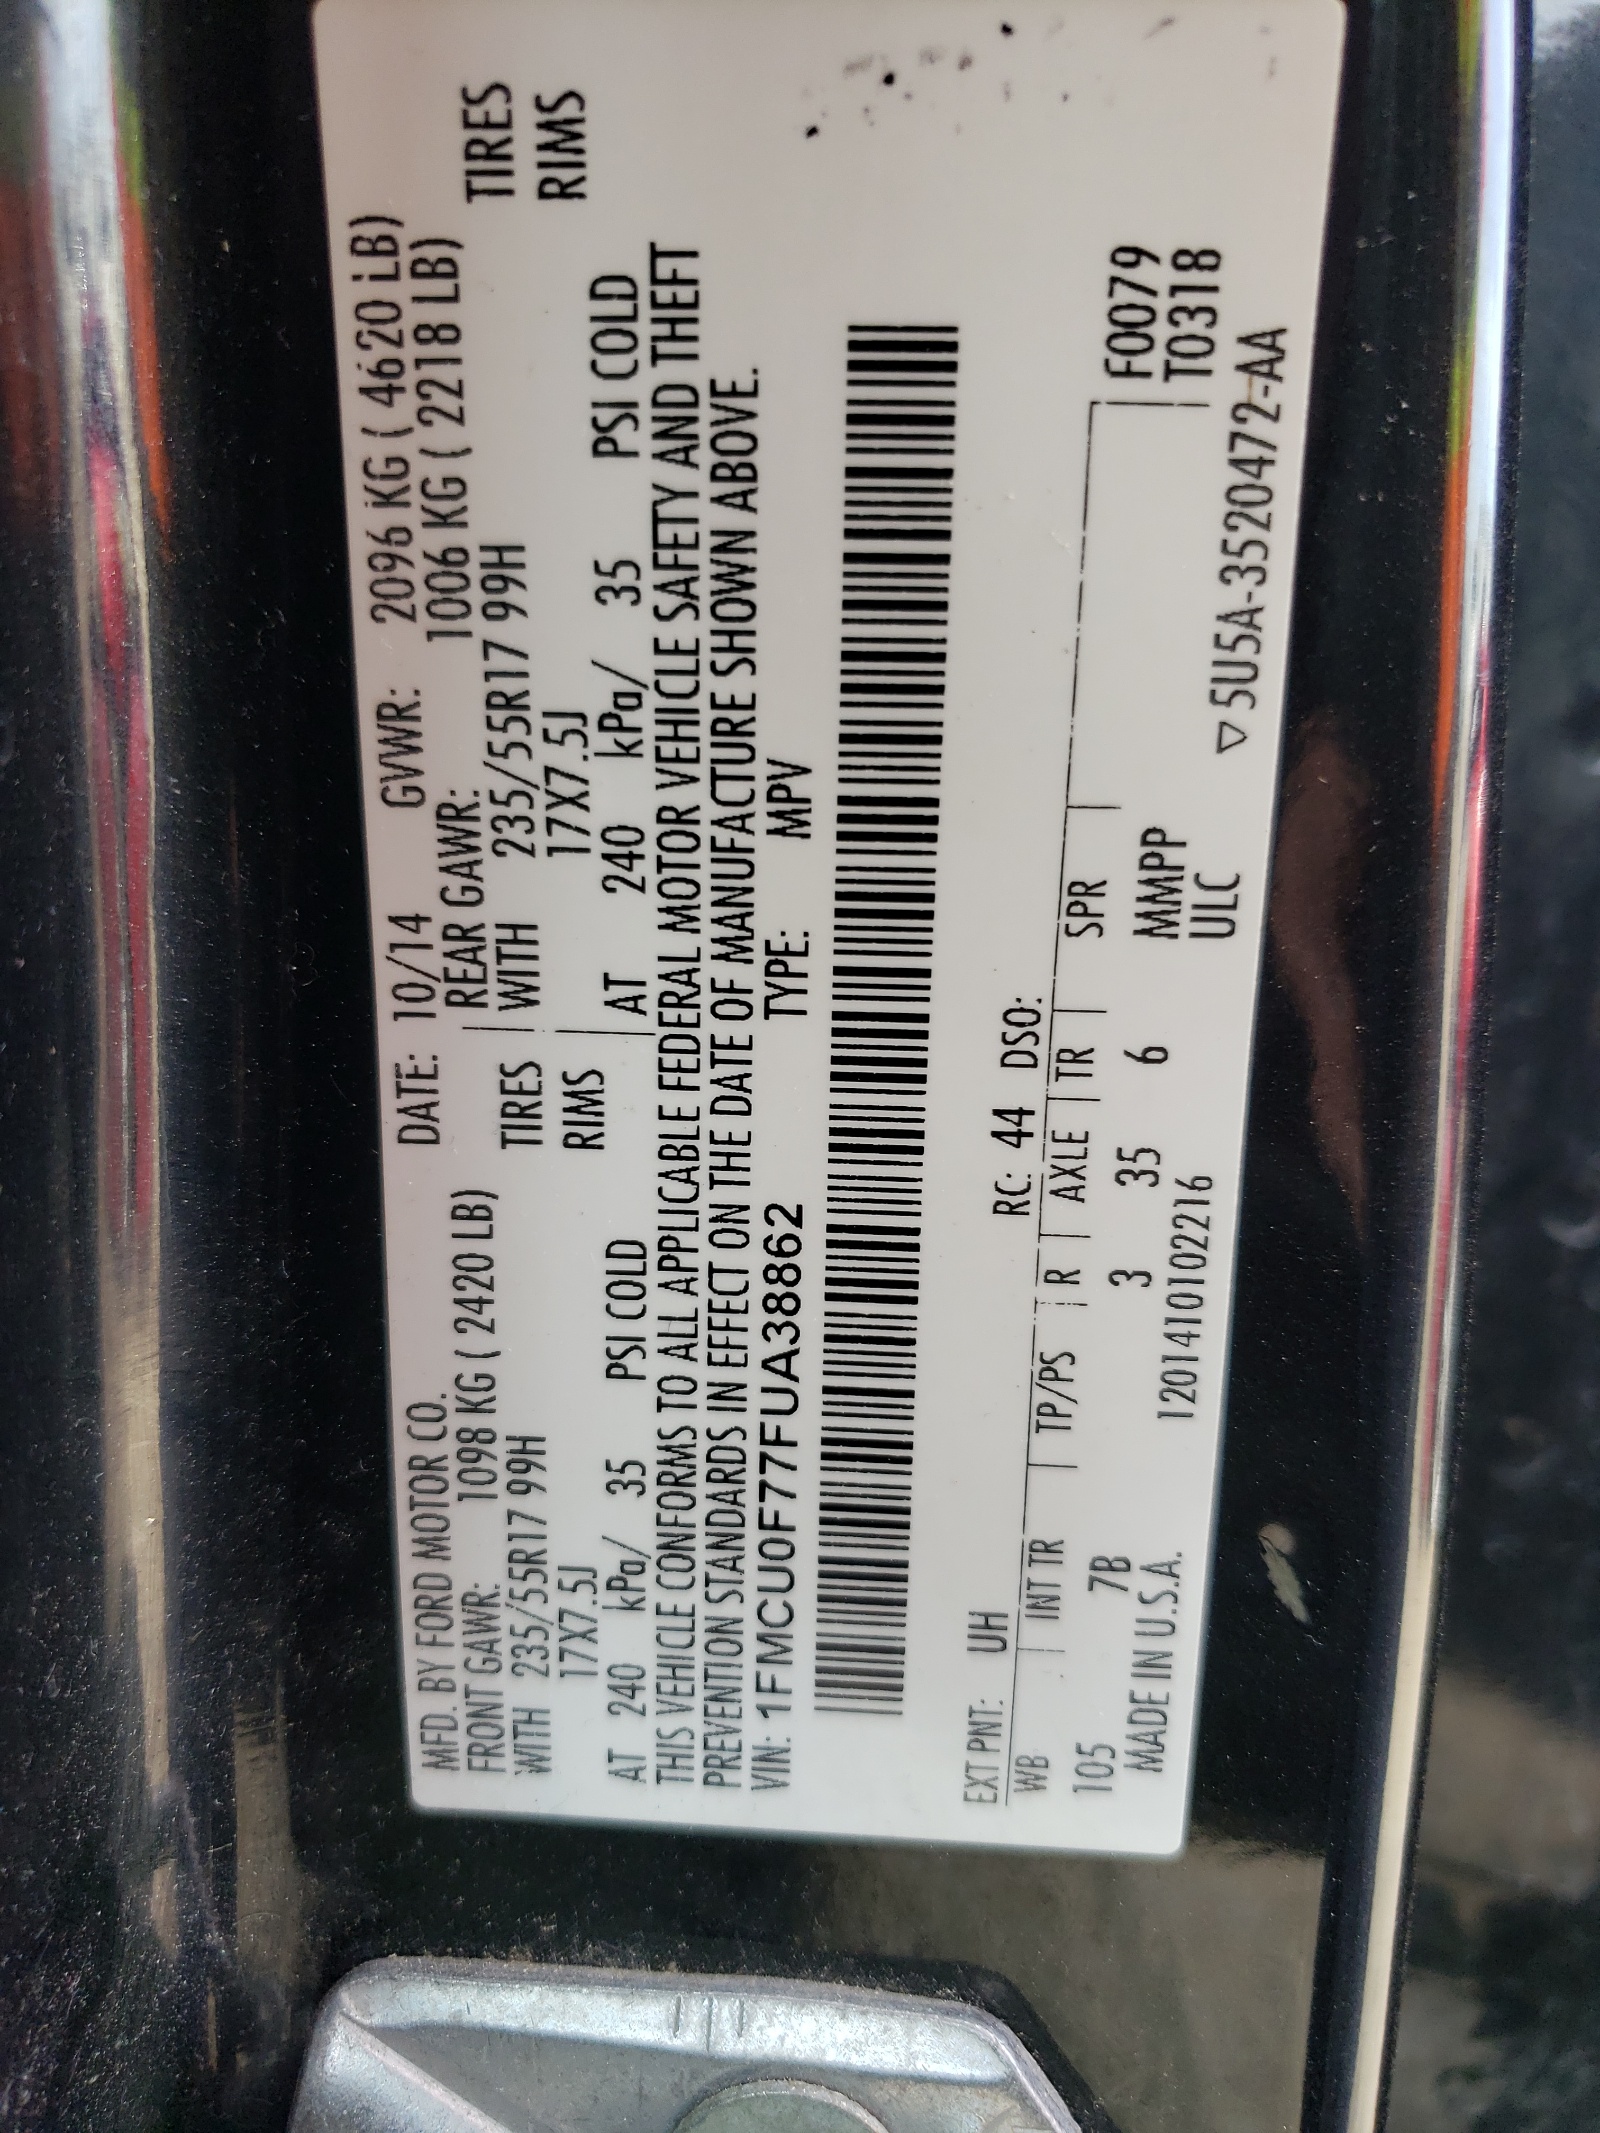 MFD. BY FORD MOTOR CO. DATE: 10/14 GVWR: 2096 KG ( 4620 LB)
FRONT GAWR: 1098 KG ( 2420 LB) REAR GAWR: 1006 KG ( 2218 LB)
WITH 235/55R17 99H TIRES WITH 235/55R17 99H TIRES
17X7.5J RIMS 17X7.5J RIMS
AT 240 kPa/ 35 PSI COLD AT 240 kPa/ 35 PSI COLD
THIS VEHICLE CONFORMS TO ALL APPLICABLE FEDERAL MOTOR VEHICLE SAFETY AND THEFT
PREVENTION STANDARDS IN EFFECT ON THE DATE OF MANUFACTURE SHOWN ABOVE.
VIN: 1FMCU0F77FUA38862 TYPE: MPV
EXT PNT: UH RC: 44 DSO:
WB INT TR TP/PS R AXLE TR SPR F0079
105 7B 3 35 6 MMPP T0318
MADE IN U.S.A. 1201410102216 ULC ▽5U5A-3520472-AA